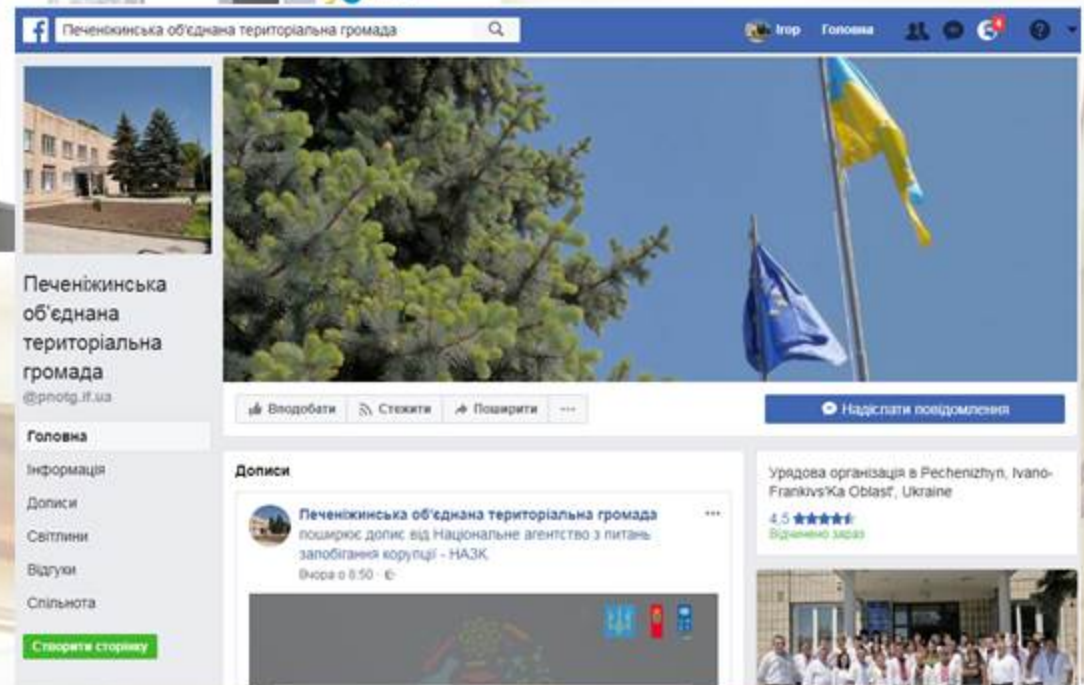 Печеніжинська об'єднана територіальна громада
Ігор
Головна
4
Печеніжинська
об'єднана
територіальна
громада
@pnotg.if.ua
Головна
Інформація
Дописи
Світлини
Відгуки
Спільнота
Створити сторінку
Вподобати
Стежити
Поширити
Надіслати повідомлення
Дописи
Печеніжинська об'єднана територіальна громада
поширює допис від Національне агентство з питань
запобігання корупції - НАЗК.
Вчора о 8:50
Урядова організація в Pechenizhyn, Ivano-
Frankivs'Ka Oblast', Ukraine
4,5
Відчинено зараз